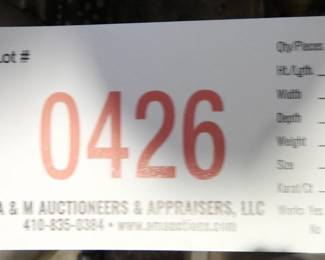 Lot #
0426
A & M AUCTIONEERS & APPRAISERS, LLC
410-835-0384 • www.amauctions.com
Qty/Pieces
Ht./Lgth.
Width
Depth
Weight
Size
Karat/Ct.
Works: Yes
No